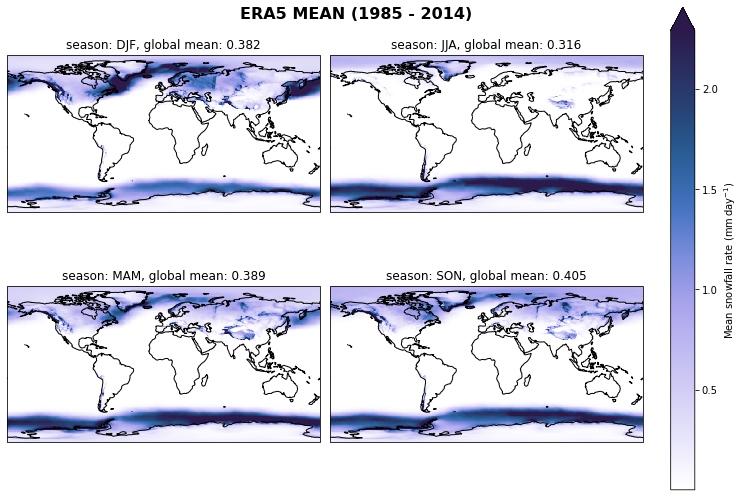 ERA5 MEAN (1985 - 2014)
season: DJF, global mean: 0.382
season: JJA, global mean: 0.316
season: MAM, global mean: 0.389
season: SON, global mean: 0.405
2.0
1.5
1.0
0.5
Mean snowfall rate (mm day⁻¹)